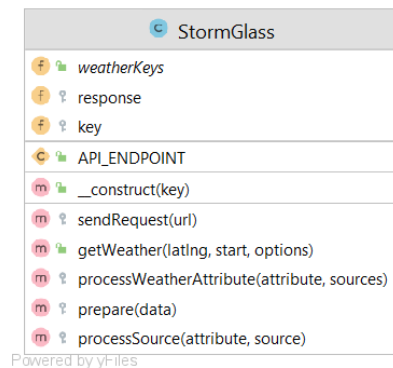 C StormGlass
f weatherKeys
f response
f key
C API_ENDPOINT
m __construct(key)
m sendRequest(url)
m getWeather(latlng, start, options)
m processWeatherAttribute(attribute, sources)
m prepare(data)
m processSource(attribute, source)
Powered by yFiles